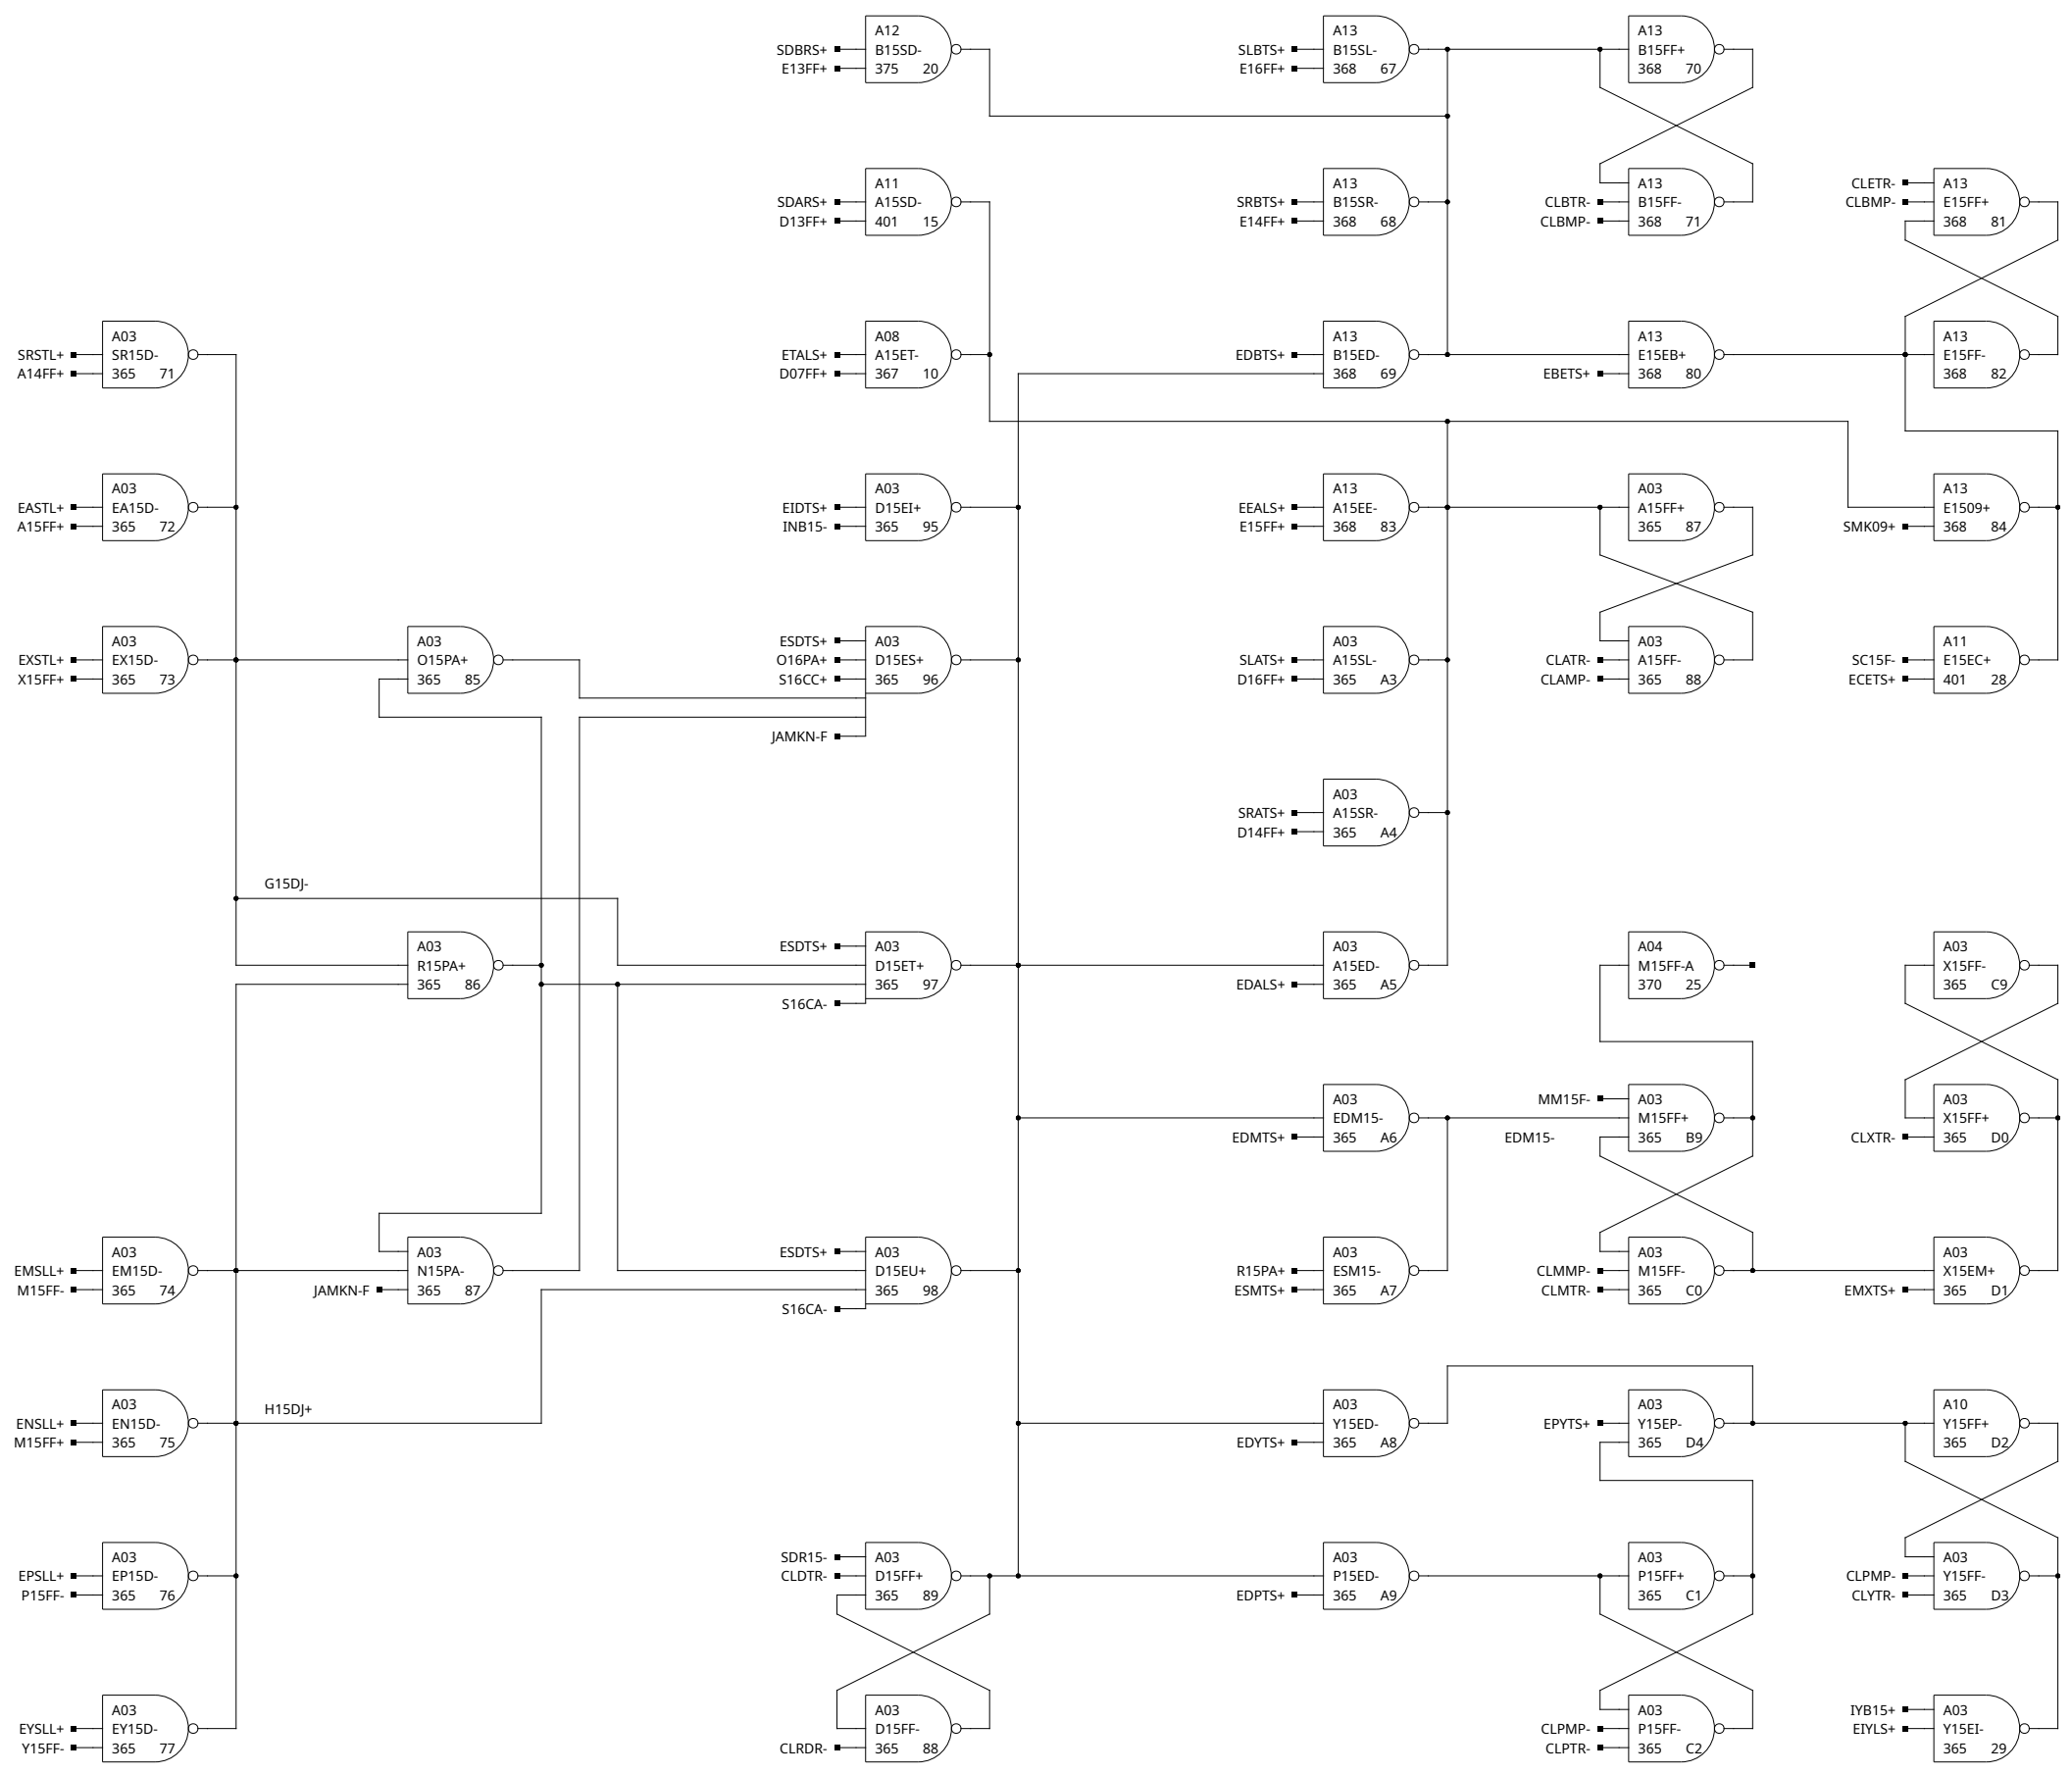 A12
SDBRS+ B15SD-
E13FF+ 375 20
A13
SLBTS+ B15SL-
E16FF+ 368 67
A13
B15FF+
368 70
A11
SDARS+ A15SD-
D13FF+ 401 15
A13
SRBTS+ B15SR-
E14FF+ 368 68
A13
CLBTR- B15FF-
CLBMP- 368 71
CLETR- A13
CLBMP- E15FF+
368 81
A03
SRSTL+ SR15D-
A14FF+ 365 71
A08
ETALS+ A15ET-
D07FF+ 367 10
A13
EDBTS+ B15ED-
368 69
A13
E15EB+
EBETS+ 368 80
A13
E15FF-
368 82
A03
EASTL+ EA15D-
A15FF+ 365 72
A03
EIDTS+ D15EI+
INB15- 365 95
A13
EEALS+ A15EE-
E15FF+ 368 83
A03
A15FF+
365 87
A13
E1509+
SMK09+ 368 84
A03
EXSTL+ EX15D-
X15FF+ 365 73
A03
O15PA+
365 85
ESDTS+ A03
O16PA+ D15ES+
S16CC+ 365 96
JAMKN-F
A03
SLATS+ A15SL-
D16FF+ 365 A3
A03
CLATR- A15FF-
CLAMP- 365 88
A11
SC15F- E15EC+
ECETS+ 401 28
A03
SRATS+ A15SR-
D14FF+ 365 A4
G15DJ-
A03
R15PA+
365 86
ESDTS+ A03
D15ET+
365 97
S16CA-
A03
A15ED-
EDALS+ 365 A5
A04
M15FF-A
370 25
A03
X15FF-
365 C9
A03
EDM15-
EDMTS+ 365 A6
EDM15-
MM15F- A03
M15FF+
365 B9
A03
X15FF+
CLXTR- 365 D0
A03
EMSLL+ EM15D-
M15FF- 365 74
A03
N15PA-
JAMKN-F 365 87
ESDTS+ A03
D15EU+
365 98
S16CA-
A03
R15PA+ ESM15-
ESMTS+ 365 A7
A03
CLMMP- M15FF-
CLMTR- 365 C0
A03
X15EM+
EMXTS+ 365 D1
A03
ENSLL+ EN15D-
M15FF+ 365 75
H15DJ+
A03
Y15ED-
EDYTS+ 365 A8
A03
EPYTS+ Y15EP-
365 D4
A10
Y15FF+
365 D2
A03
EPSLL+ EP15D-
P15FF- 365 76
SDR15- A03
CLDTR- D15FF+
365 89
A03
P15ED-
EDPTS+ 365 A9
A03
P15FF+
365 C1
A03
CLPMP- Y15FF-
CLYTR- 365 D3
A03
EYSLL+ EY15D-
Y15FF- 365 77
A03
D15FF-
CLRDR- 365 88
A03
CLPMP- P15FF-
CLPTR- 365 C2
IYB15+ A03
EIYLS+ Y15EI-
365 29